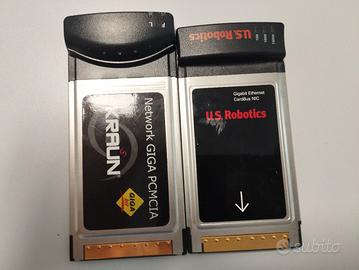 U.S. Robotics
Network GIGA PCMCIA
KRAUN
GIGA
Gigabit Ethernet
CardBus NIC
U.S. Robotics
subito